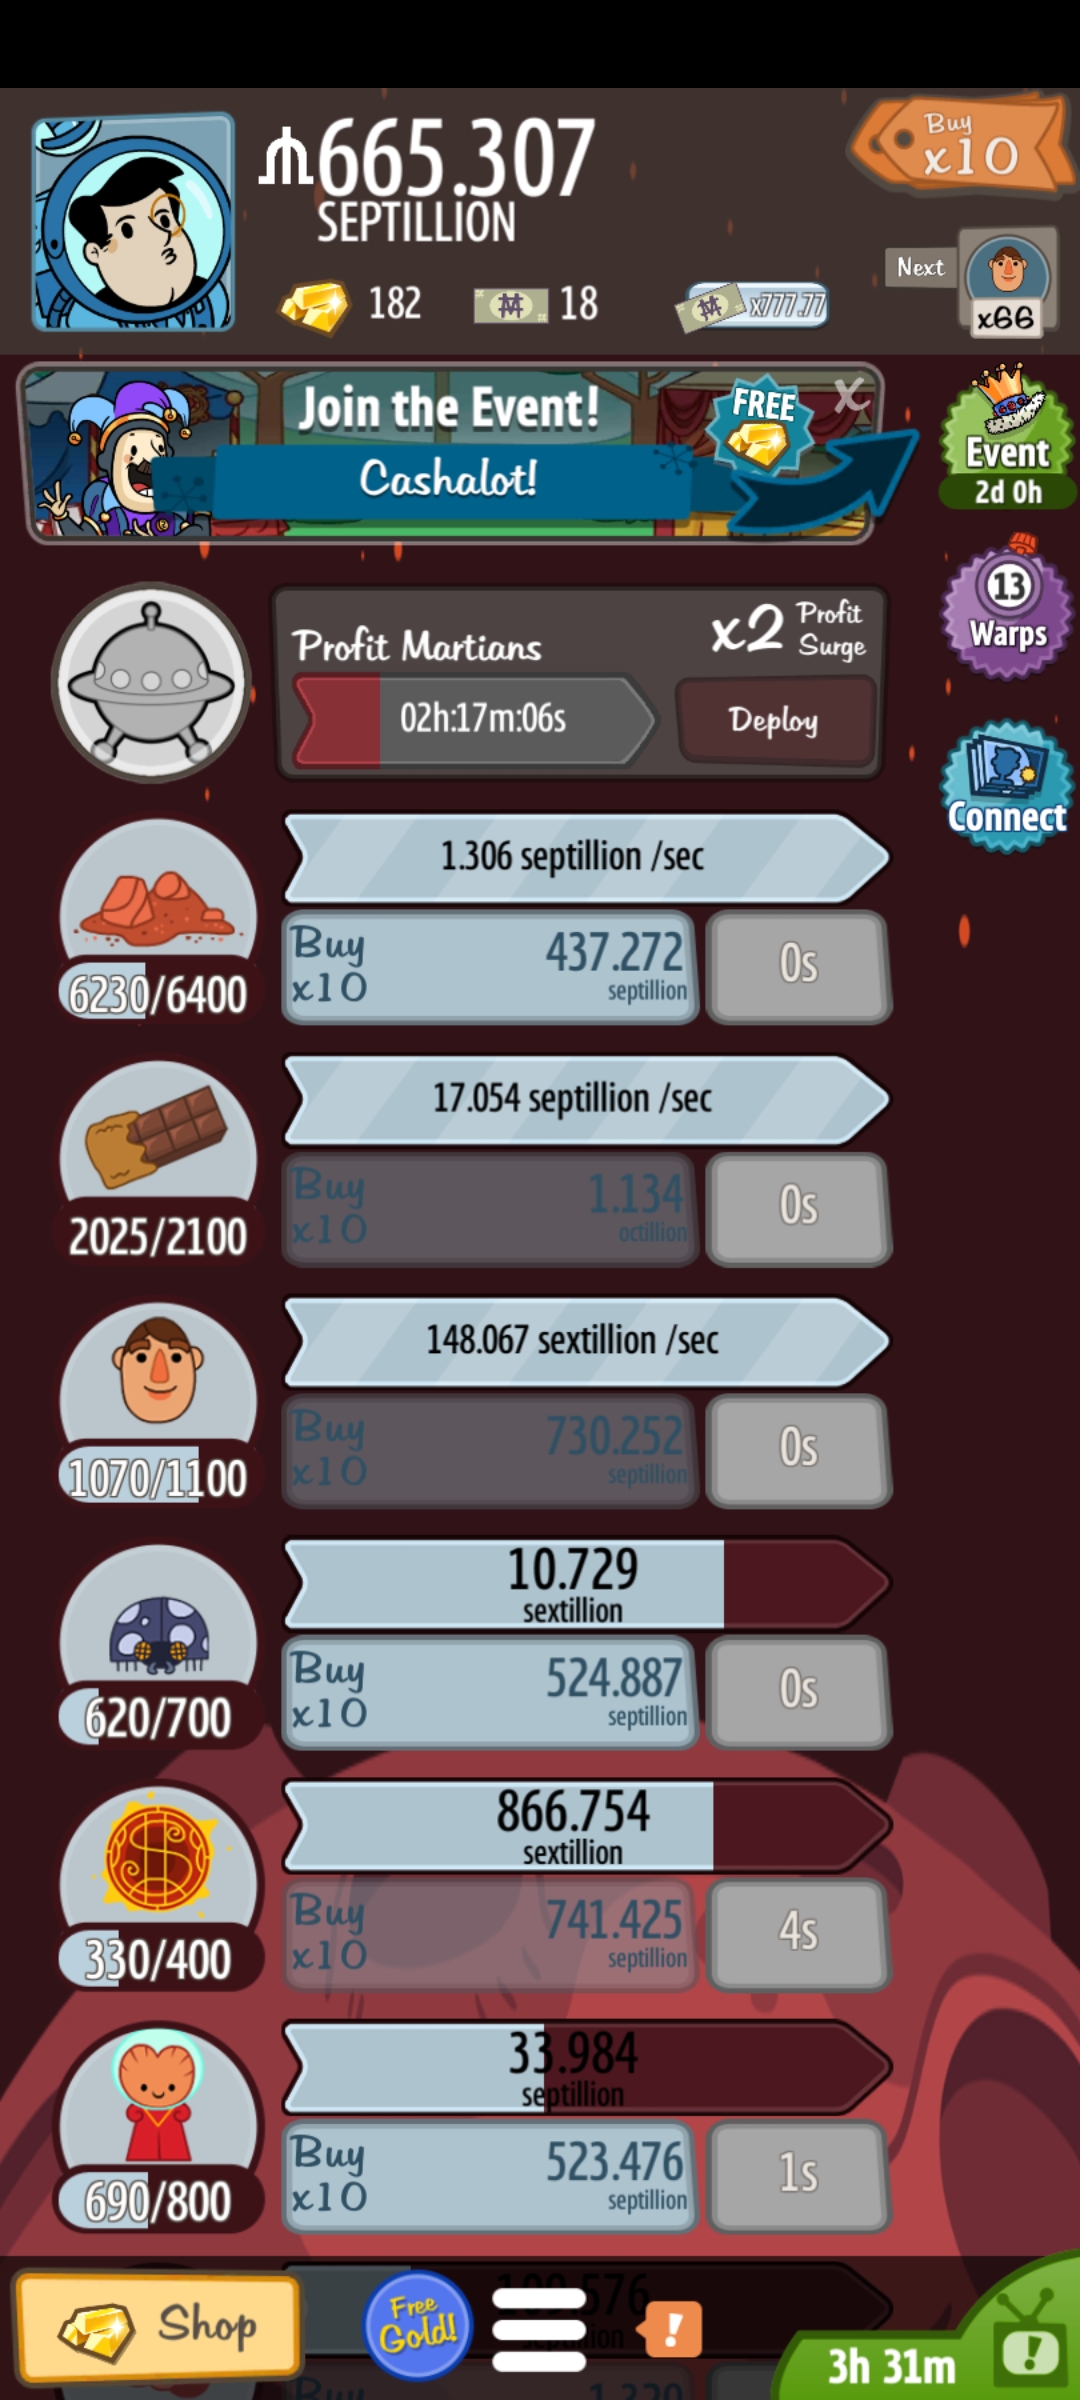 665.307
SEPTILLION
Buy
x10
182
18
x777.77
Next
x66
Join the Event!
FREE
X
Cashalot!
Event
2d 0h
13
Warps
Connect
Profit Martians
x2 Profit Surge
02h:17m:06s
Deploy
1.306 septillion /sec
Buy x10
437.272
septillion
0s
6230/6400
17.054 septillion /sec
Buy x10
1.134
octillion
0s
2025/2100
148.067 sextillion /sec
Buy x10
730.252
septillion
0s
1070/1100
10.729
sextillion
Buy x10
524.887
septillion
0s
620/700
866.754
sextillion
Buy x10
741.425
septillion
4s
330/400
33.984
septillion
Buy x10
523.476
septillion
1s
690/800
Shop
Free
Gold!
!
3h 31m
!